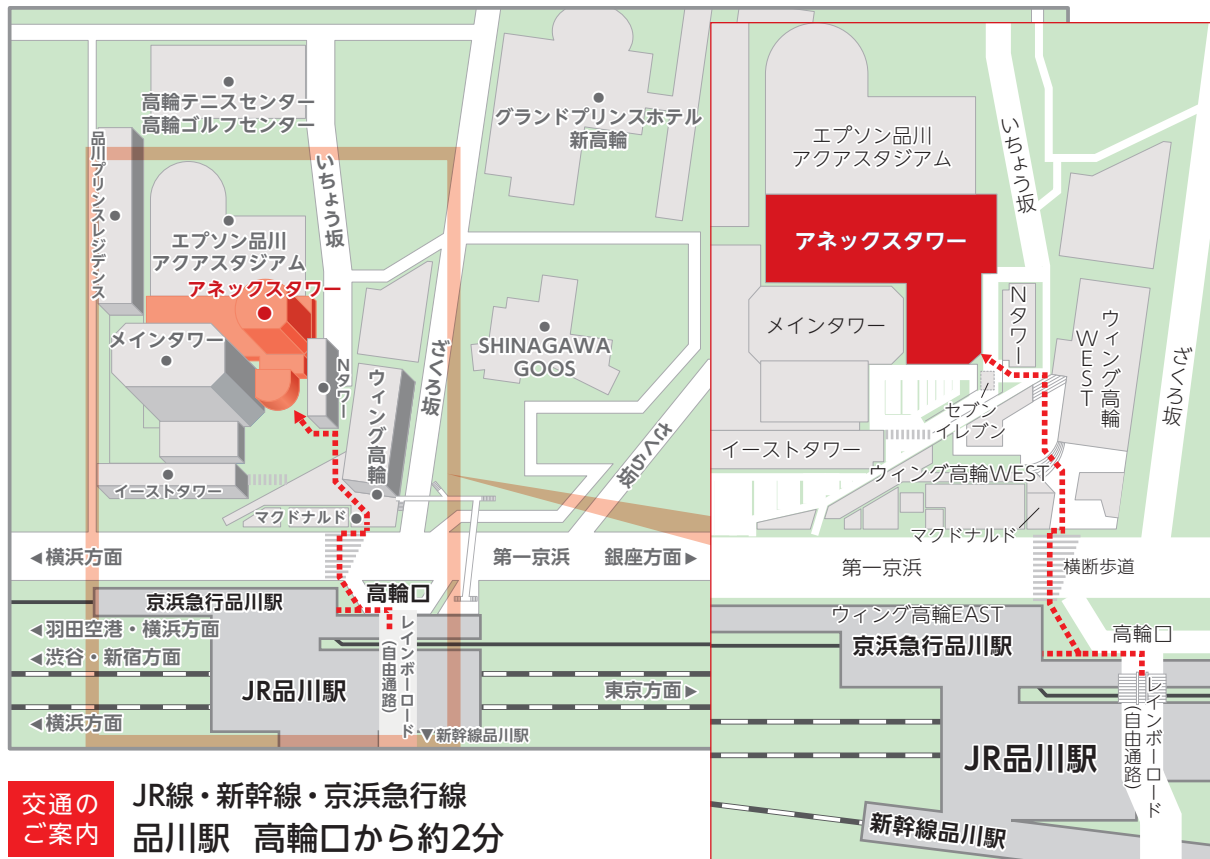 高輪テニスセンター
高輪ゴルフセンター
グランドプリンスホテル
新高輪
品川プリンスレジデンス
いちょう坂
エプソン品川
アクアスタジアム
アネックスタワー
メインタワー
Nタワー
ウィング高輪
ざくろ坂
SHINAGAWA
GOOS
さくら坂
イーストタワー
マクドナルド
◀横浜方面
第一京浜
銀座方面▶
高輪口
京浜急行品川駅
◀羽田空港・横浜方面
◀渋谷・新宿方面
JR品川駅
レインボーロード
(自由通路)
東京方面▶
◀横浜方面
▼新幹線品川駅
エプソン品川
アクアスタジアム
いちょう坂
アネックスタワー
メインタワー
Nタワー
ウィング高輪
WEST
ざくろ坂
セブン
イレブン
イーストタワー
ウィング高輪WEST
マクドナルド
第一京浜
横断歩道
ウィング高輪EAST
京浜急行品川駅
高輪口
JR品川駅
レインボーロード
(自由通路)
新幹線品川駅
交通の
ご案内
JR線・新幹線・京浜急行線
品川駅 高輪口から約2分